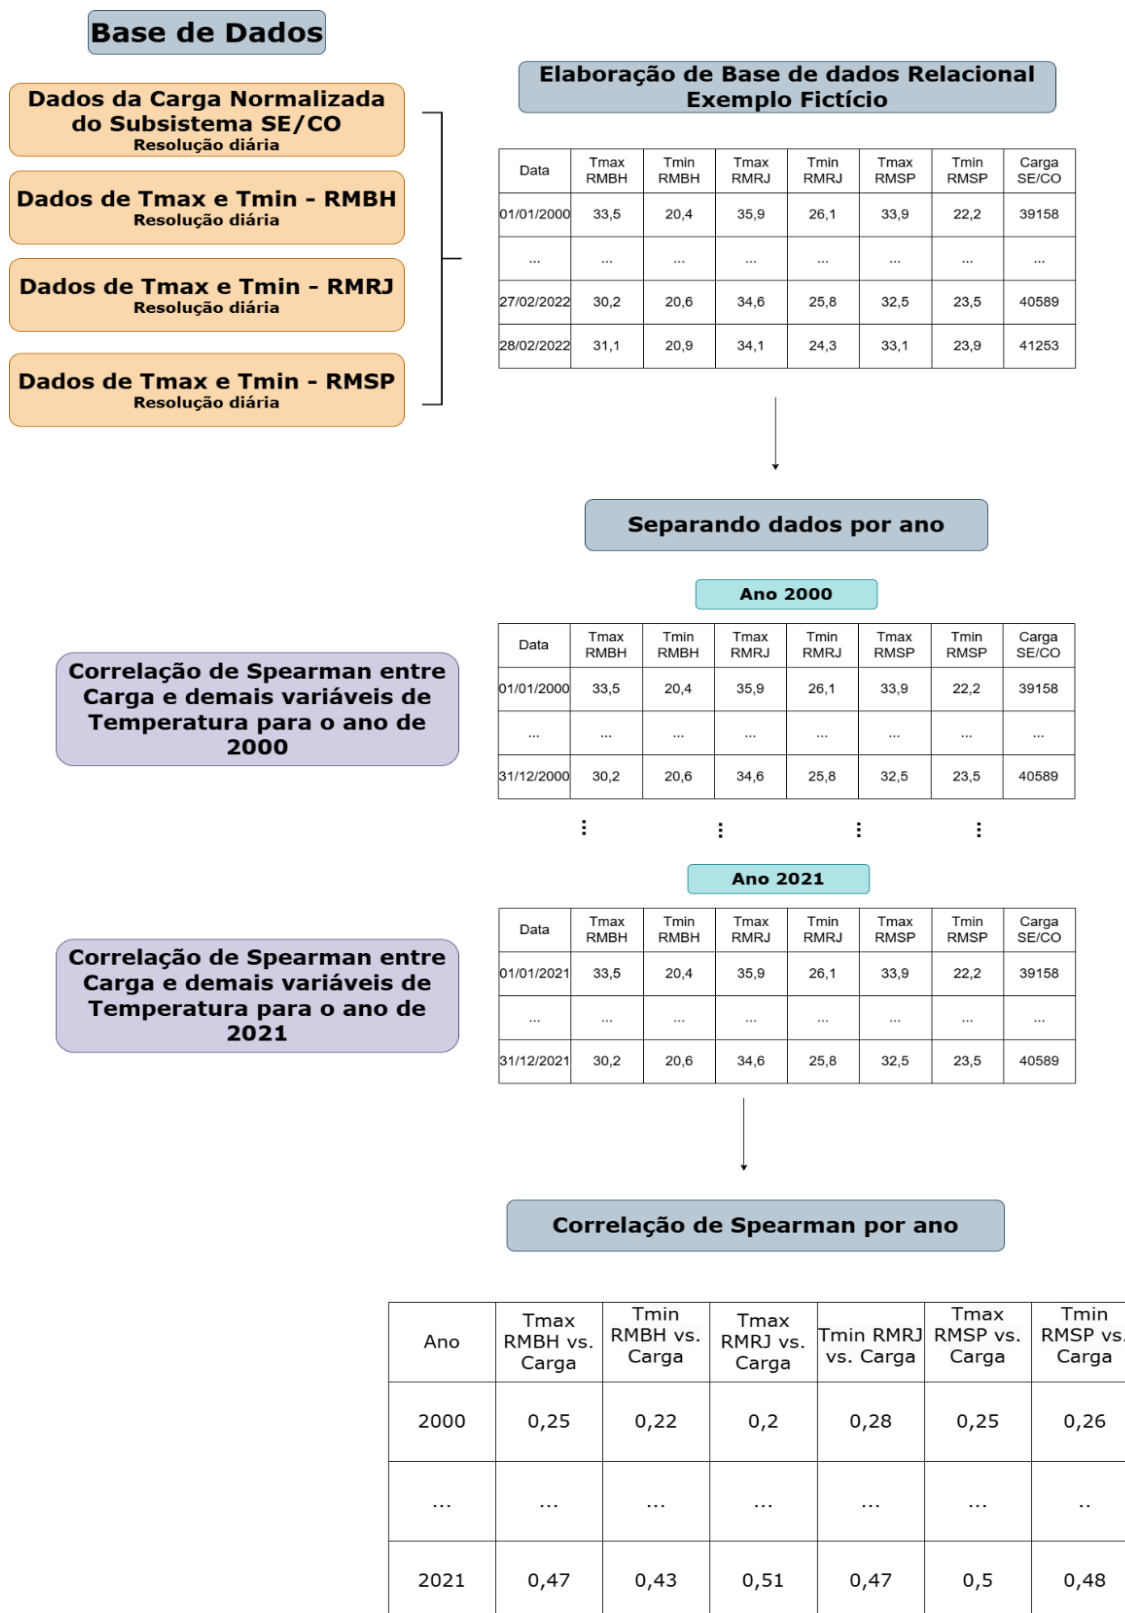 Base de Dados
Dados da Carga Normalizada
do Subsistema SE/CO
Resolução diária
Dados de Tmax e Tmin - RMBH
Resolução diária
Dados de Tmax e Tmin - RMRJ
Resolução diária
Dados de Tmax e Tmin - RMSP
Resolução diária
Elaboração de Base de dados Relacional
Exemplo Fictício
Data Tmax RMBH Tmin RMBH Tmax RMRJ Tmin RMRJ Tmax RMSP Tmin RMSP Carga SE/CO
01/01/2000 33,5 20,4 35,9 26,1 33,9 22,2 39158
... ... ... ... ... ... ... ...
27/02/2022 30,2 20,6 34,6 25,8 32,5 23,5 40589
28/02/2022 31,1 20,9 34,1 24,3 33,1 23,9 41253
Separando dados por ano
Ano 2000
Correlação de Spearman entre
Carga e demais variáveis de
Temperatura para o ano de
2000
Data Tmax RMBH Tmin RMBH Tmax RMRJ Tmin RMRJ Tmax RMSP Tmin RMSP Carga SE/CO
01/01/2000 33,5 20,4 35,9 26,1 33,9 22,2 39158
... ... ... ... ... ... ... ...
31/12/2000 30,2 20,6 34,6 25,8 32,5 23,5 40589
Ano 2021
Correlação de Spearman entre
Carga e demais variáveis de
Temperatura para o ano de
2021
Data Tmax RMBH Tmin RMBH Tmax RMRJ Tmin RMRJ Tmax RMSP Tmin RMSP Carga SE/CO
01/01/2021 33,5 20,4 35,9 26,1 33,9 22,2 39158
... ... ... ... ... ... ... ...
31/12/2021 30,2 20,6 34,6 25,8 32,5 23,5 40589
Correlação de Spearman por ano
Ano Tmax RMBH vs. Carga Tmin RMBH vs. Carga Tmax RMRJ vs. Carga Tmin RMRJ vs. Carga Tmax RMSP vs. Carga Tmin RMSP vs. Carga
2000 0,25 0,22 0,2 0,28 0,25 0,26
... ... ... ... ... ... ..
2021 0,47 0,43 0,51 0,47 0,5 0,48